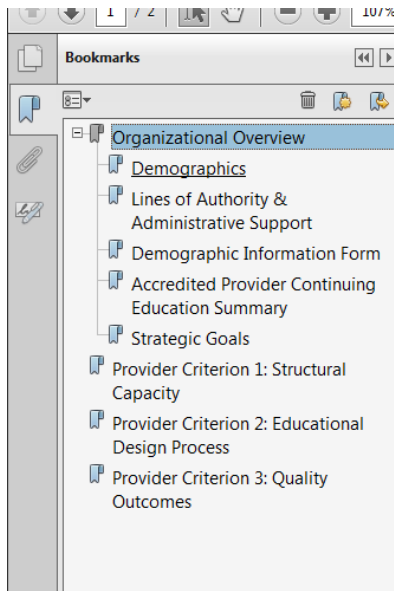 1 / 2
107%
Bookmarks
Organizational Overview
Demographics
Lines of Authority &
Administrative Support
Demographic Information Form
Accredited Provider Continuing
Education Summary
Strategic Goals
Provider Criterion 1: Structural
Capacity
Provider Criterion 2: Educational
Design Process
Provider Criterion 3: Quality
Outcomes